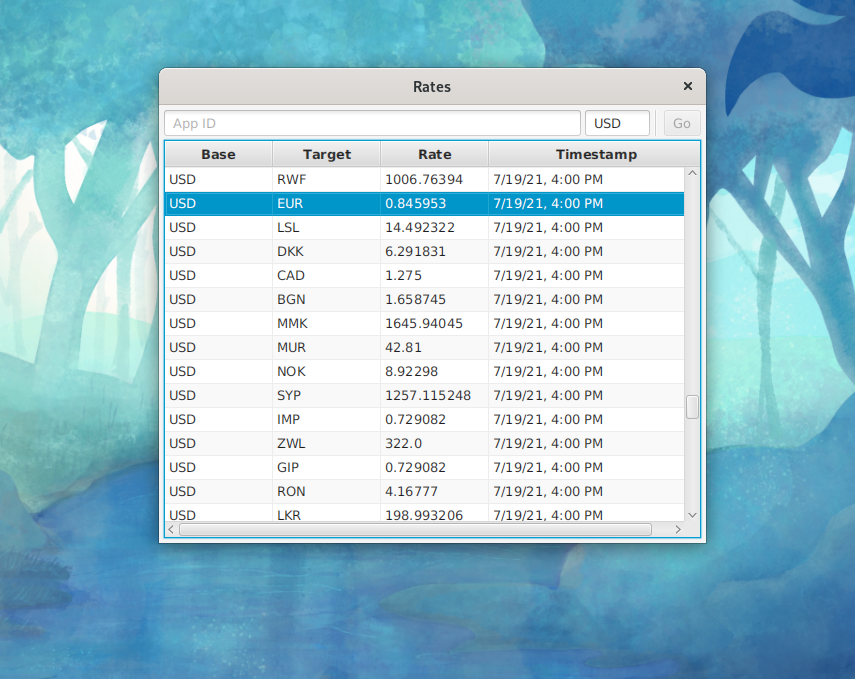 Rates
App ID USD Go
Base Target Rate Timestamp
USD RWF 1006.76394 7/19/21, 4:00 PM
USD EUR 0.845953 7/19/21, 4:00 PM
USD LSL 14.492322 7/19/21, 4:00 PM
USD DKK 6.291831 7/19/21, 4:00 PM
USD CAD 1.275 7/19/21, 4:00 PM
USD BGN 1.658745 7/19/21, 4:00 PM
USD MMK 1645.94045 7/19/21, 4:00 PM
USD MUR 42.81 7/19/21, 4:00 PM
USD NOK 8.92298 7/19/21, 4:00 PM
USD SYP 1257.115248 7/19/21, 4:00 PM
USD IMP 0.729082 7/19/21, 4:00 PM
USD ZWL 322.0 7/19/21, 4:00 PM
USD GIP 0.729082 7/19/21, 4:00 PM
USD RON 4.16777 7/19/21, 4:00 PM
USD LKR 198.993206 7/19/21, 4:00 PM